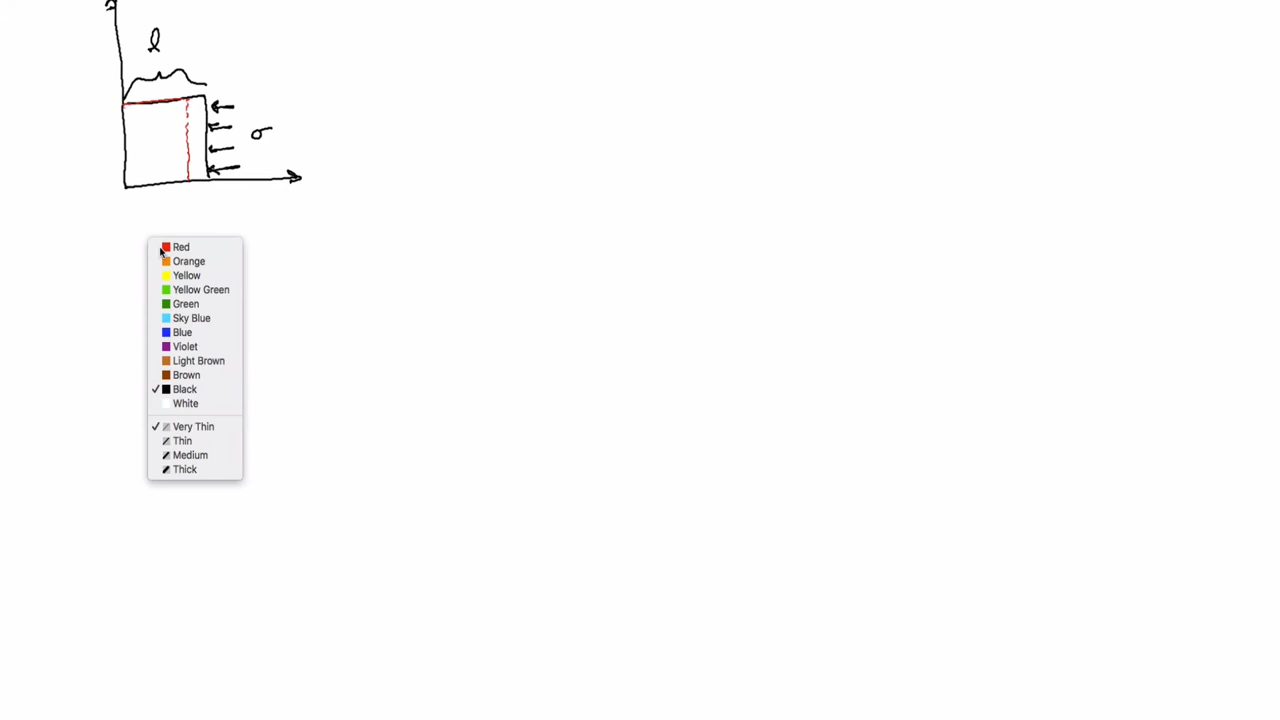 l
σ
Red
Orange
Yellow
Yellow Green
Green
Sky Blue
Blue
Violet
Light Brown
Brown
Black
White
Very Thin
Thin
Medium
Thick